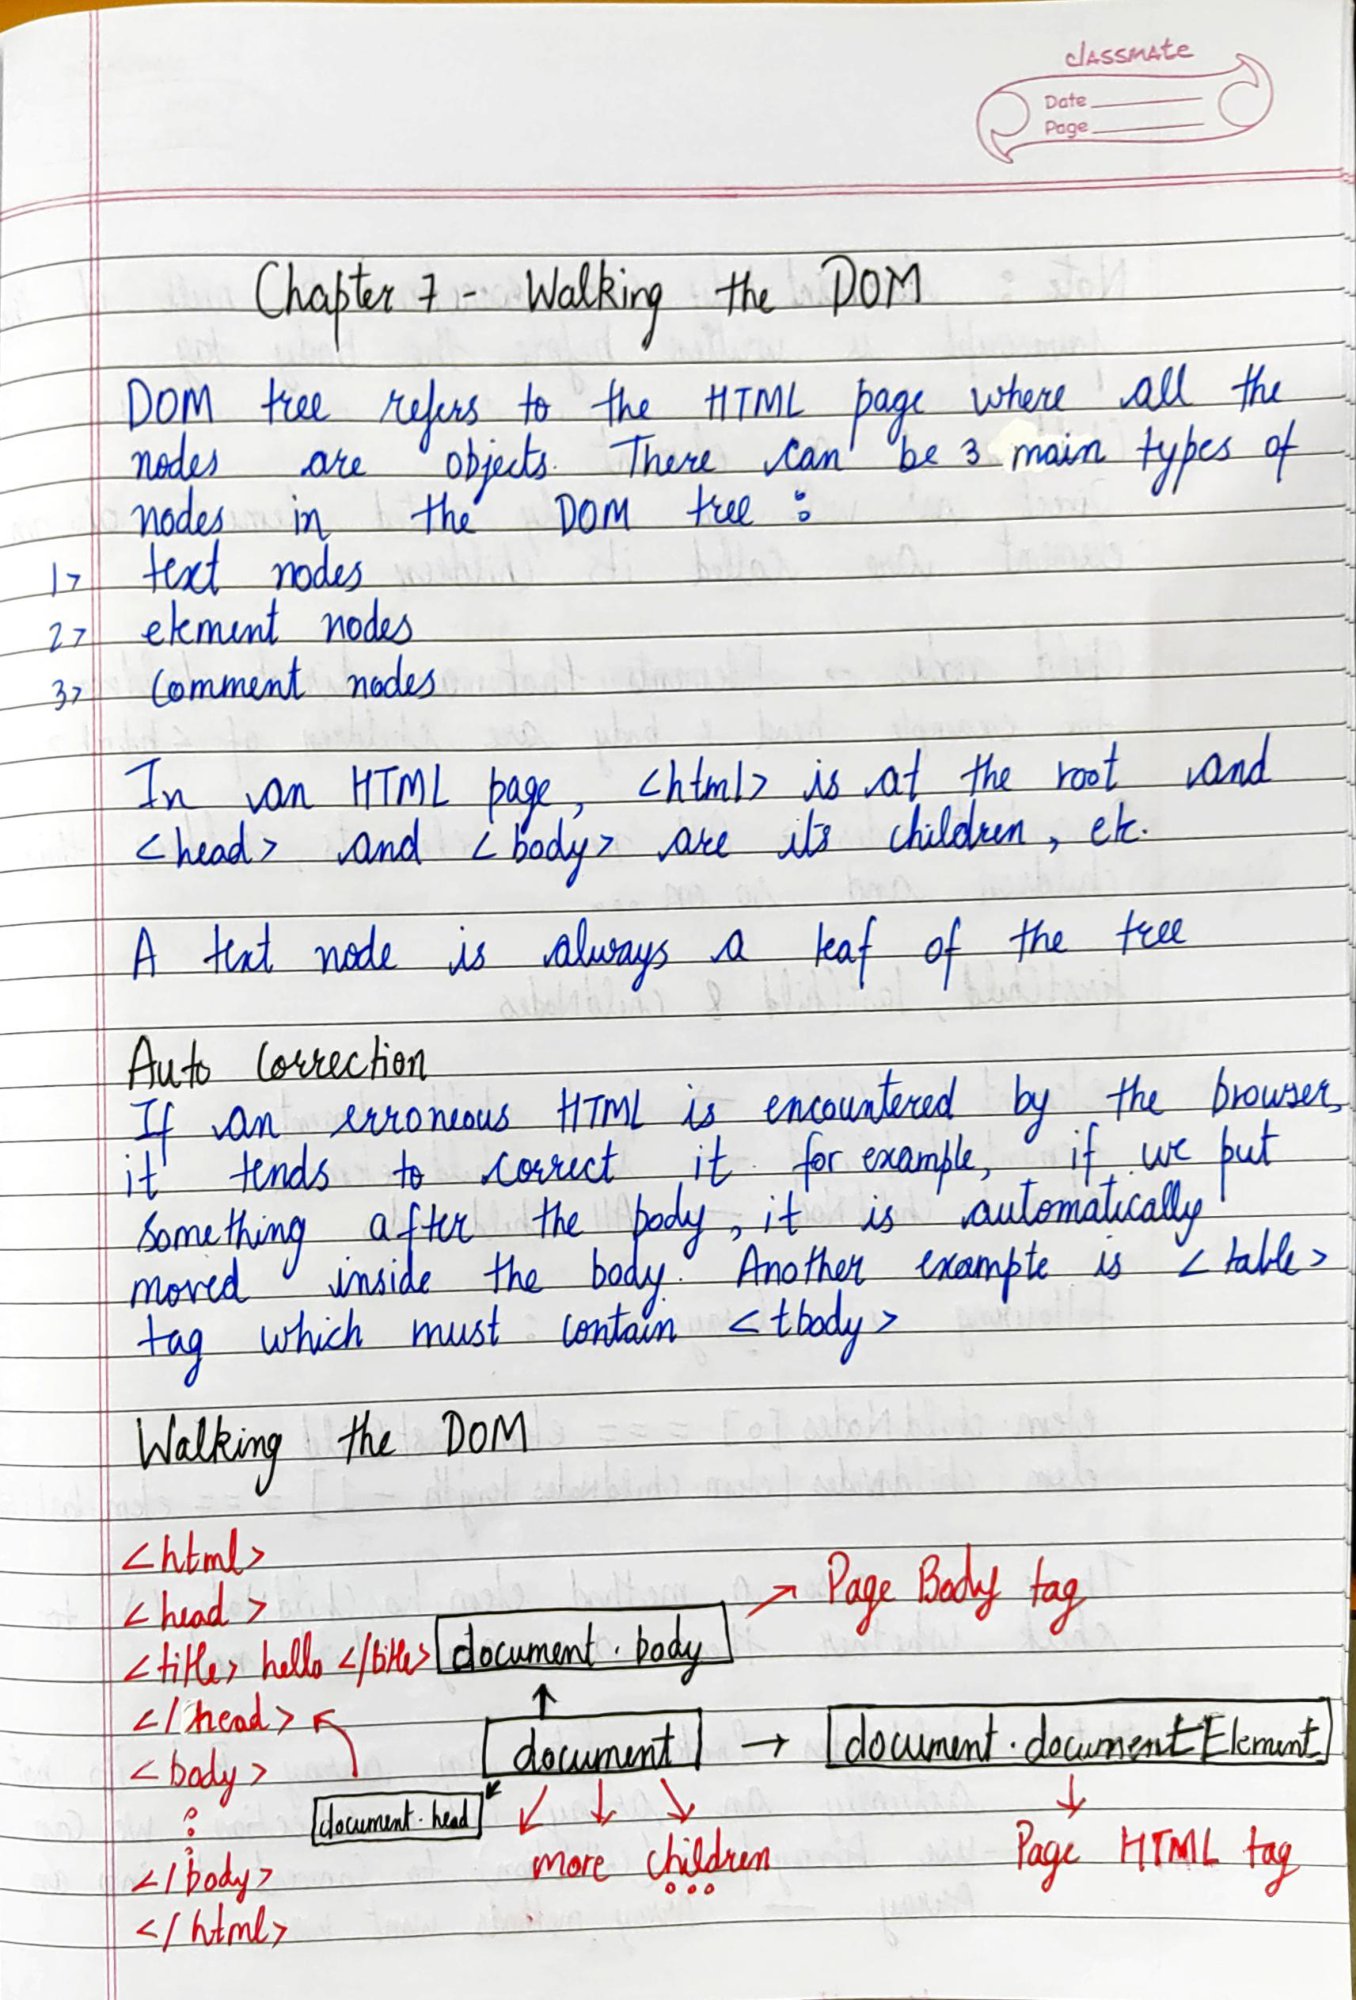 classmate
Date
Page
Chapter 7 - Walking the DOM
DOM tree refers to the HTML page where all the
nodes are objects. There can be 3 main types of
nodes in the DOM tree :
1> text nodes
2> element nodes
3> Comment nodes
In an HTML page, <html> is at the root and
<head> and <body> are its children, etc.
A text node is always a leaf of the tree
Auto Correction
If an erroneous HTML is encountered by the browser,
it tends to correct it. for example, if we put
something after the body, it is automatically
moved inside the body. Another example is <table>
tag which must contain <tbody>
Walking the DOM
<html>
<head>
<title> hello </title>
</head>
<body>
</body>
</html>
document.body → Page Body tag
document → document.documentElement
document.head
more children ...
Page HTML tag